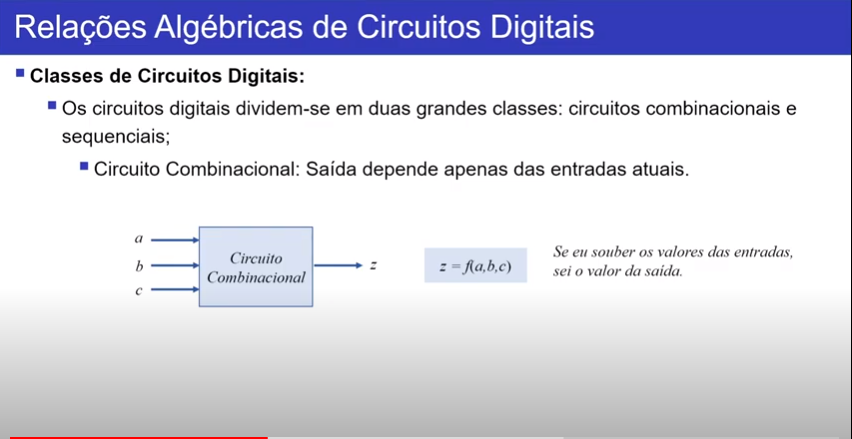 Relações Algébricas de Circuitos Digitais
Classes de Circuitos Digitais:
Os circuitos digitais dividem-se em duas grandes classes: circuitos combinacionais e
sequenciais;
Circuito Combinacional: Saída depende apenas das entradas atuais.
a
b
c
Circuito
Combinacional
z
z = f(a,b,c)
Se eu souber os valores das entradas,
sei o valor da saída.